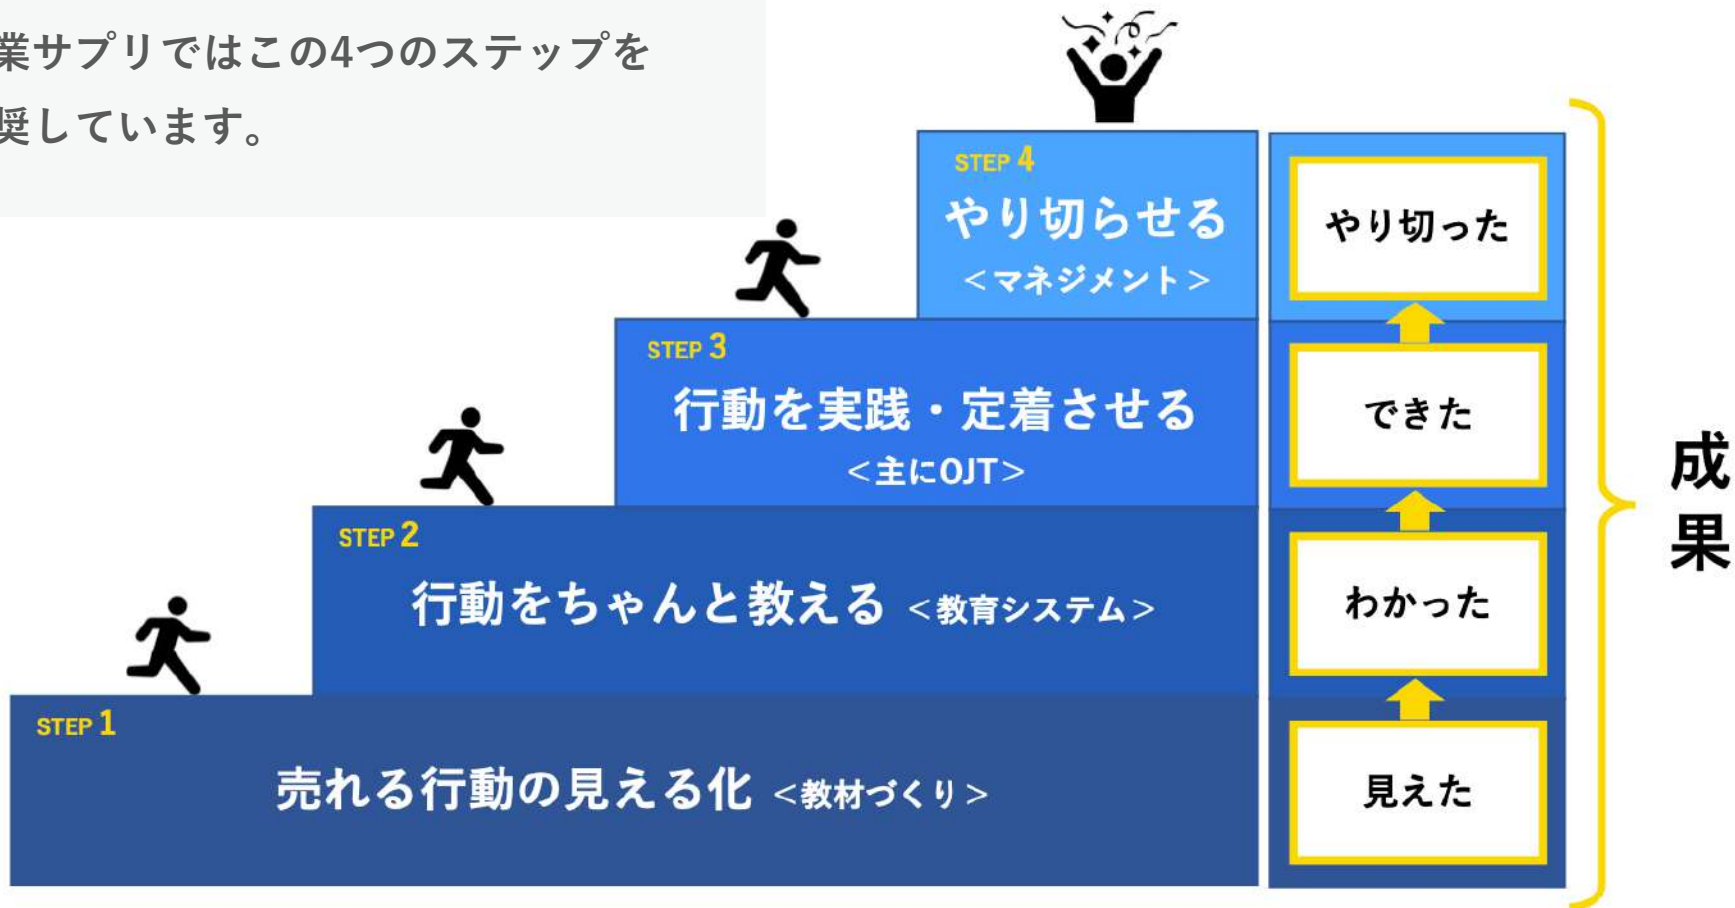 業サプリではこの4つのステップを
奨しています。
STEP 4
やり切らせる
＜マネジメント＞
やり切った
STEP 3
行動を実践・定着させる
＜主にOJT＞
できた
STEP 2
行動をちゃんと教える ＜教育システム＞
わかった
STEP 1
売れる行動の見える化 ＜教材づくり＞
見えた
成果